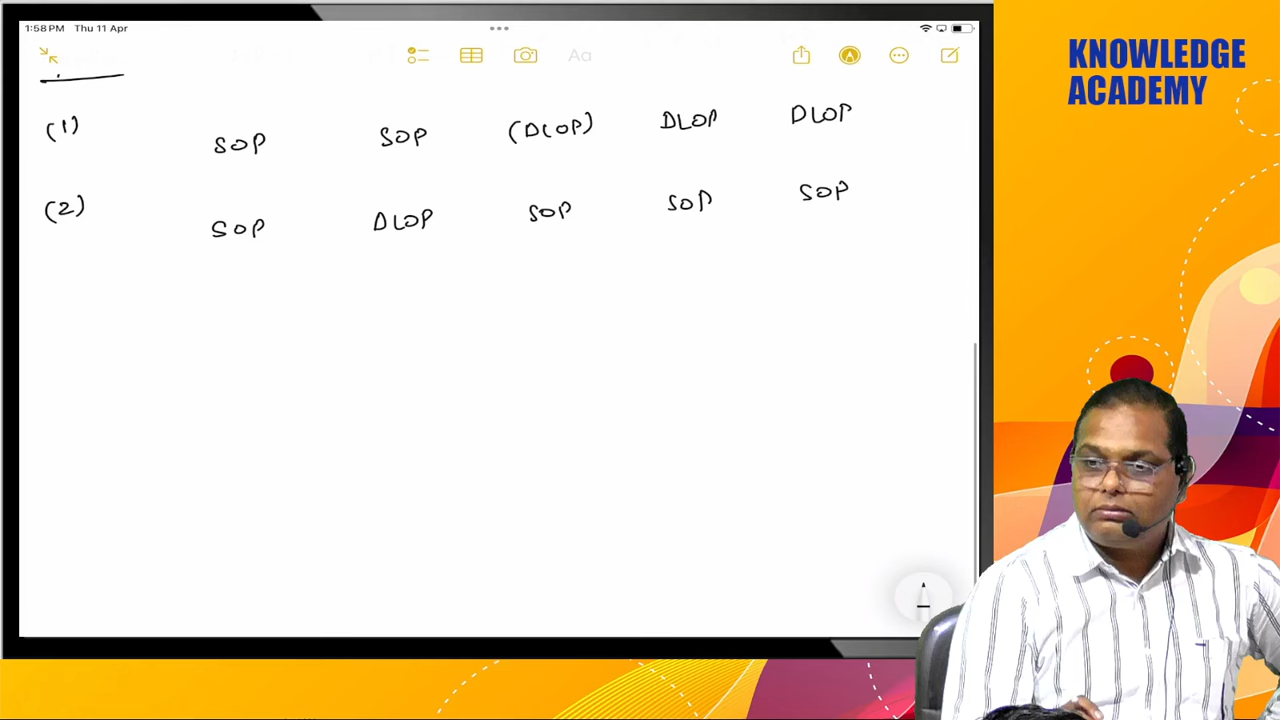 1:58 PM Thu 11 Apr
KNOWLEDGE
ACADEMY
Aa
(1) SOP SOP (DLOP) DLOP DLOP
(2) SOP DLOP SOP SOP SOP